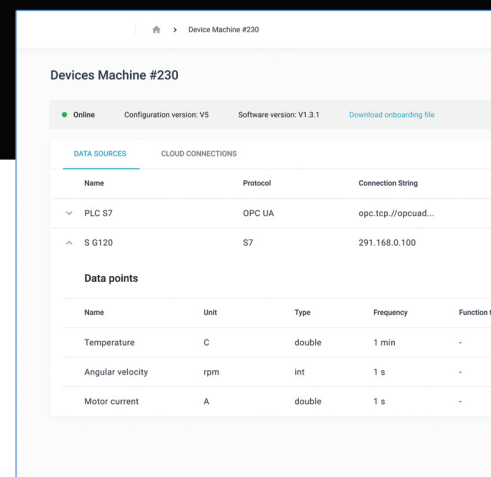 Device Machine #230
Devices Machine #230
Online Configuration version: V5 Software version: V1.3.1 Download onboarding file
DATA SOURCES CLOUD CONNECTIONS
Name Protocol Connection String
PLC S7 OPC UA opc.tcp.//opcuad...
S G120 S7 291.168.0.100
Data points
Name Unit Type Frequency Function
Temperature C double 1 min -
Angular velocity rpm int 1 s -
Motor current A double 1 s -